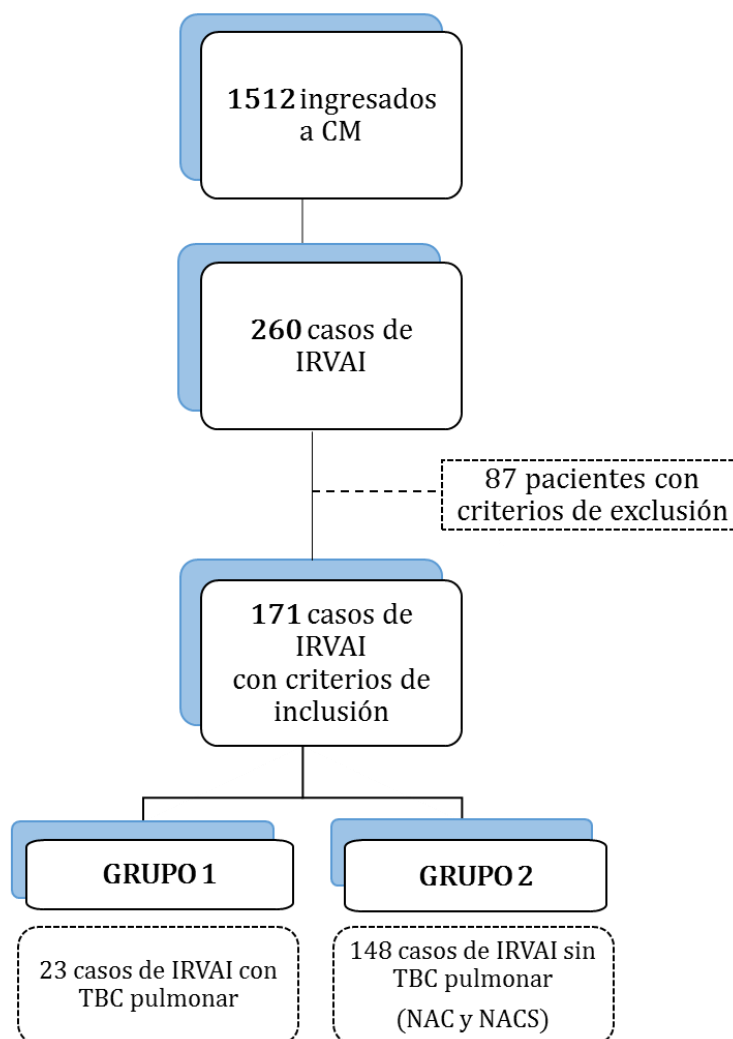 1512 ingresados
a CM
260 casos de
IRVAI
87 pacientes con
criterios de exclusión
171 casos de
IRVAI
con criterios de
inclusión
GRUPO 1
GRUPO 2
23 casos de IRVAI con
TBC pulmonar
148 casos de IRVAI sin
TBC pulmonar
(NAC y NACS)